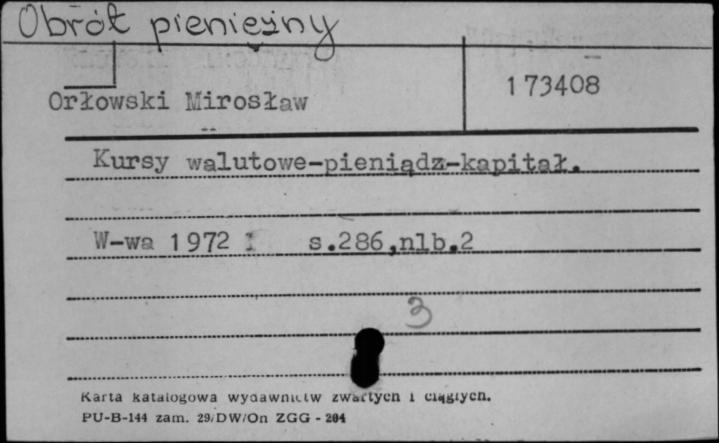 Obrót pieniężny
173408
Orłowski Mirosław
Kursy walutowe-pieniądz-kapitał.
W-wa 1972 s.286,nlb.2
3
Karta katalogowa wydawnictw zwartych i ciągłych.
PU-B-144 zam. 29/DW/On ZGG - 204